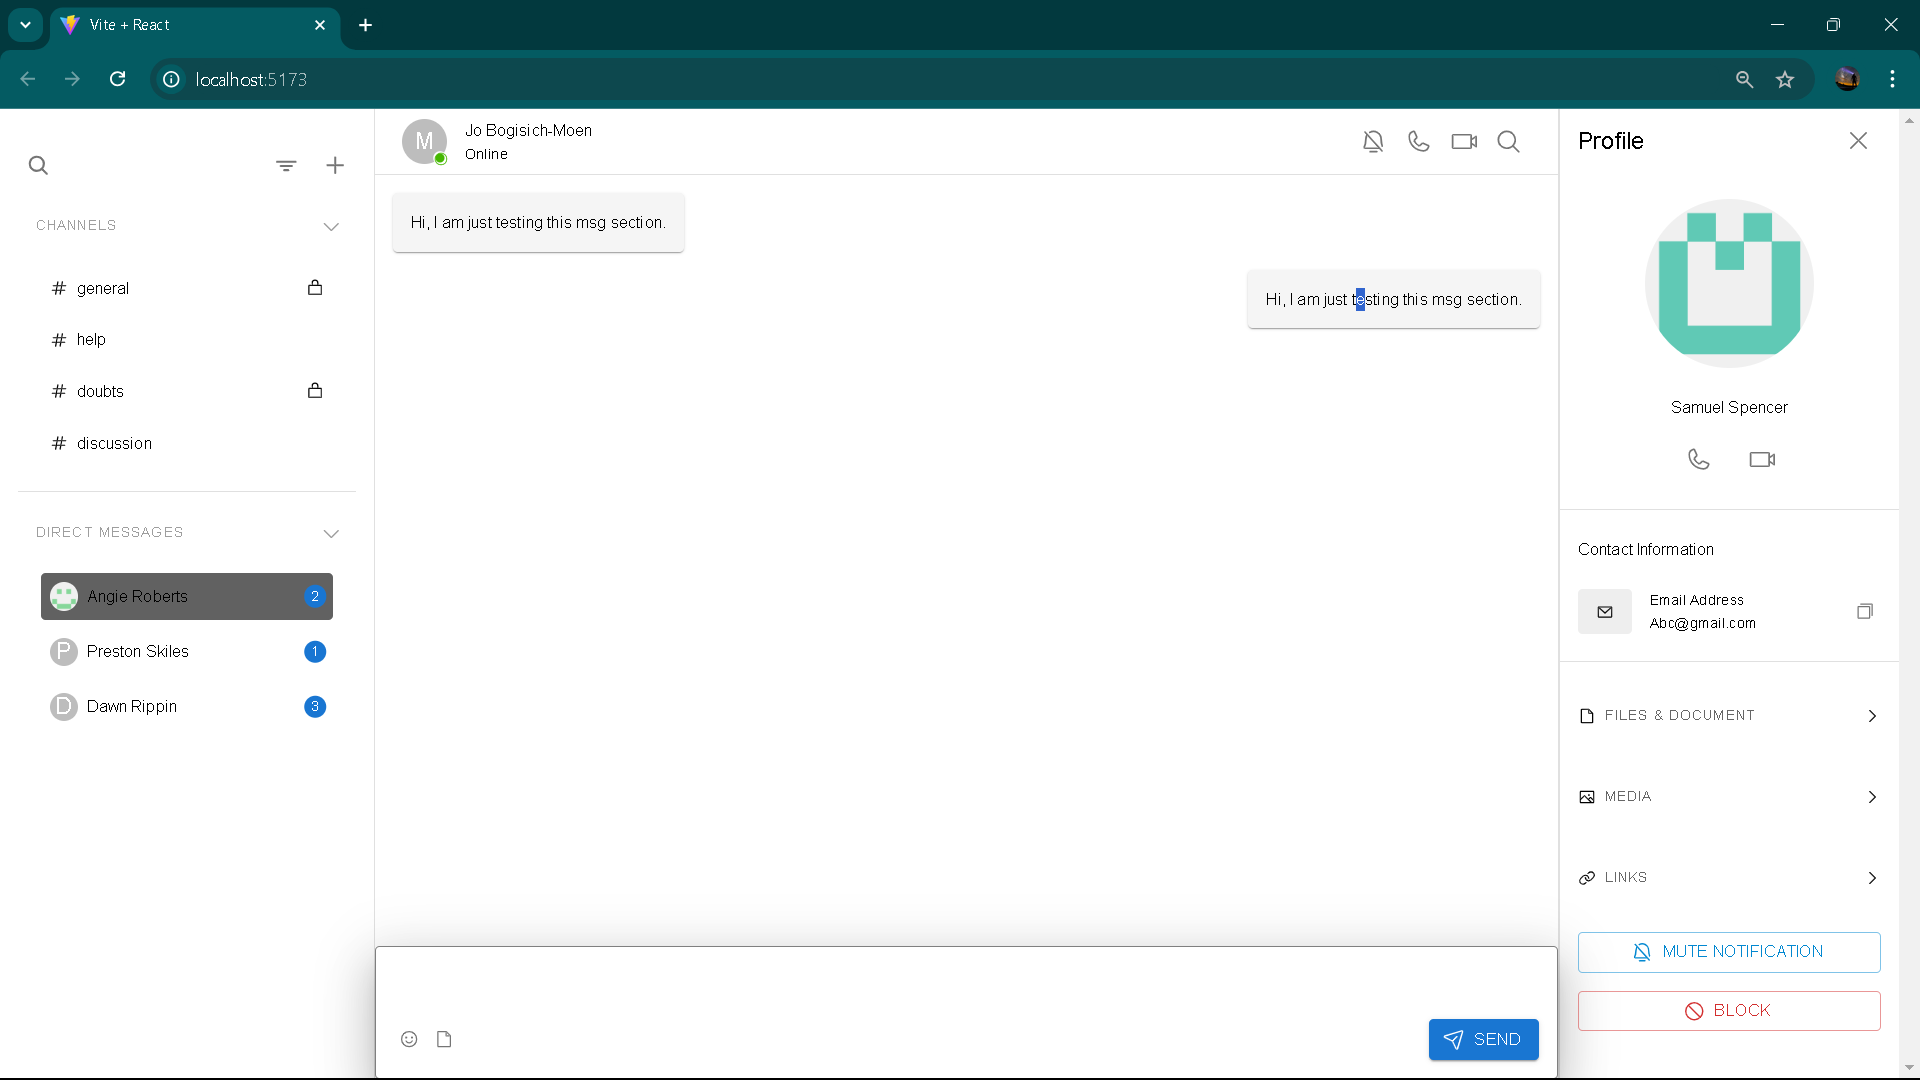 Vite + React
localhost:5173
CHANNELS
# general
# help
# doubts
# discussion
DIRECT MESSAGES
Angie Roberts 2
P Preston Skiles 1
D Dawn Rippin 3
M Jo Bogisich-Moen
Online
Hi, I am just testing this msg section.
Hi, I am just testing this msg section.
SEND
Profile
Samuel Spencer
Contact Information
Email Address
Abc@gmail.com
FILES & DOCUMENT
MEDIA
LINKS
MUTE NOTIFICATION
BLOCK